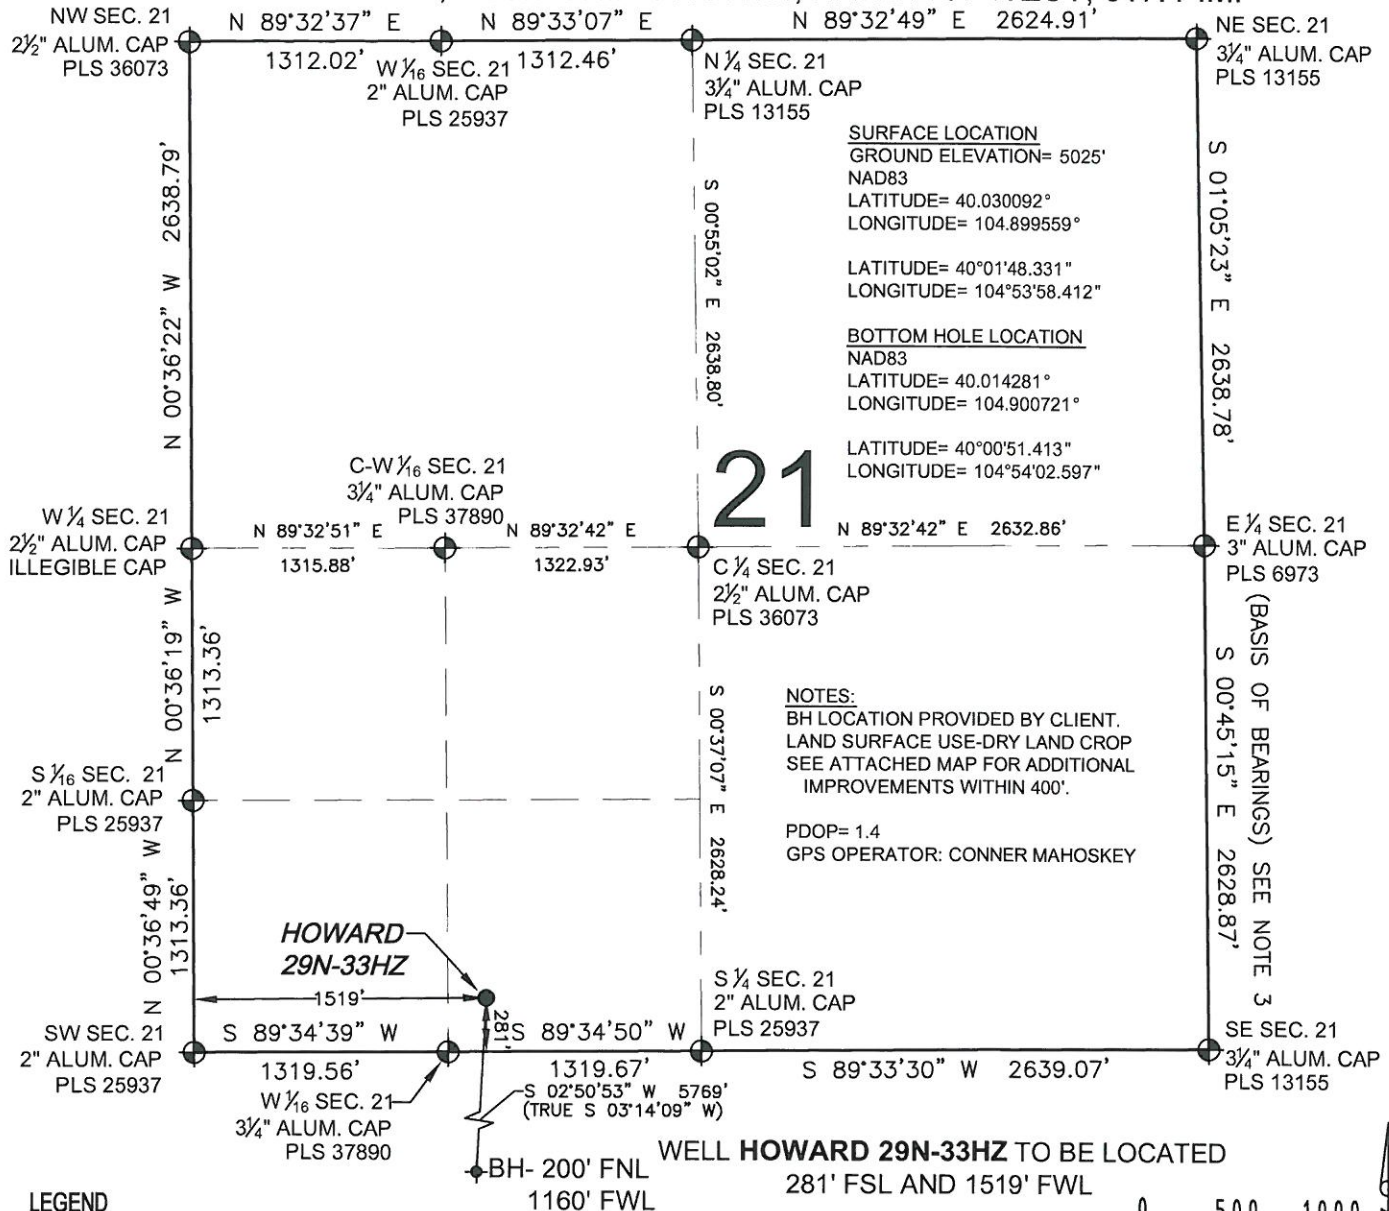 NW SEC. 21
2½" ALUM. CAP
PLS 36073
N 89°32'37" E
1312.02'
W 1/16 SEC. 21
2" ALUM. CAP
PLS 25937
N 89°33'07" E
1312.46'
N ¼ SEC. 21
3¼" ALUM. CAP
PLS 13155
N 89°32'49" E 2624.91'
NE SEC. 21
3¼" ALUM. CAP
PLS 13155
N 00°36'22" W 2638.79'
S 00°55'02" E 2638.80'
SURFACE LOCATION
GROUND ELEVATION= 5025'
NAD83
LATITUDE= 40.030092°
LONGITUDE= 104.899559°
LATITUDE= 40°01'48.331"
LONGITUDE= 104°53'58.412"
BOTTOM HOLE LOCATION
NAD83
LATITUDE= 40.014281°
LONGITUDE= 104.900721°
LATITUDE= 40°00'51.413"
LONGITUDE= 104°54'02.597"
S 01°05'23" E 2638.78'
21
C-W 1/16 SEC. 21
3¼" ALUM. CAP
PLS 37890
W ¼ SEC. 21
2½" ALUM. CAP
ILLEGIBLE CAP
N 89°32'51" E
1315.88'
N 89°32'42" E
1322.93'
N 89°32'42" E 2632.86'
C ¼ SEC. 21
2½" ALUM. CAP
PLS 36073
E ¼ SEC. 21
3" ALUM. CAP
PLS 6973
N 00°36'19" W
1313.36'
S 00°37'07" E 2628.24'
NOTES:
BH LOCATION PROVIDED BY CLIENT.
LAND SURFACE USE-DRY LAND CROP
SEE ATTACHED MAP FOR ADDITIONAL
IMPROVEMENTS WITHIN 400'.
PDOP= 1.4
GPS OPERATOR: CONNER MAHOSKEY
S 00°45'15" E 2628.87'
(BASIS OF BEARINGS) SEE NOTE 3
S 1/16 SEC. 21
2" ALUM. CAP
PLS 25937
N 00°36'49" W
1313.36'
HOWARD
29N-33HZ
1519'
281'
SW SEC. 21
2" ALUM. CAP
PLS 25937
S 89°34'39" W
1319.56'
S 89°34'50" W
1319.67'
S ¼ SEC. 21
2" ALUM. CAP
PLS 25937
S 89°33'30" W 2639.07'
SE SEC. 21
3¼" ALUM. CAP
PLS 13155
W 1/16 SEC. 21
3¼" ALUM. CAP
PLS 37890
S 02°50'53" W 5769'
(TRUE S 03°14'09" W)
BH- 200' FNL
1160' FWL
WELL HOWARD 29N-33HZ TO BE LOCATED
281' FSL AND 1519' FWL
LEGEND
0 500 1000